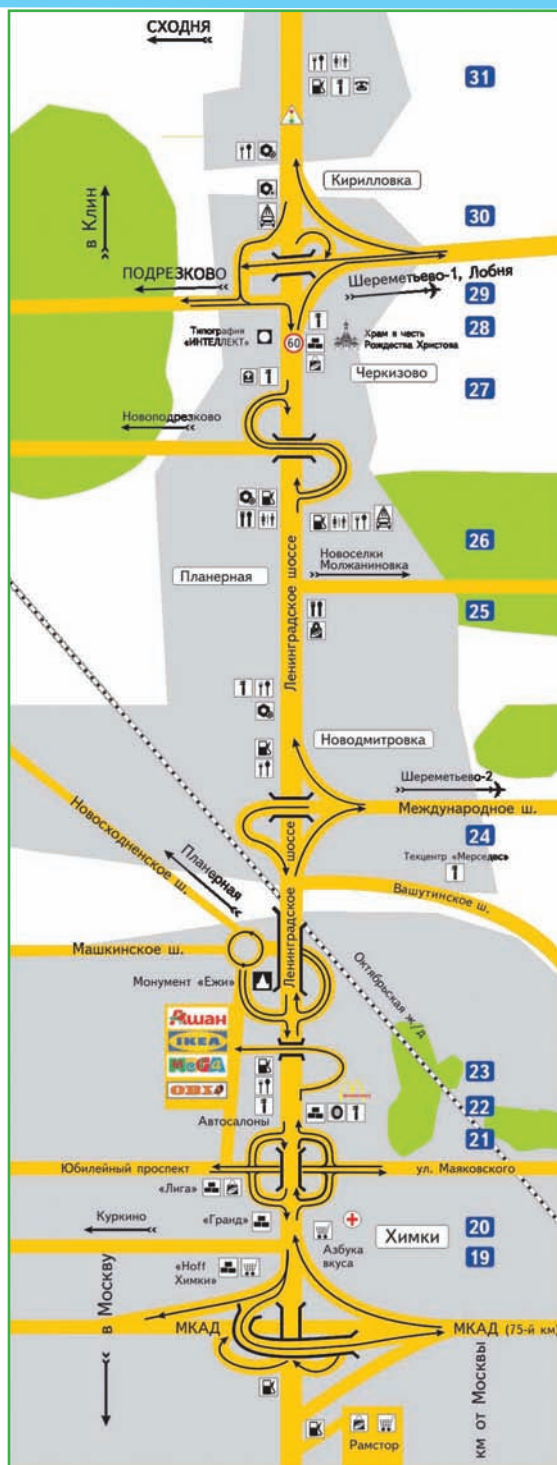 СХОДНЯ
31
Кирилловка
30
в Клин
ПОДРЕЗКОВО
Шереметьево-1, Лобня
29
Типография
«ИНТЕЛЛЕКТ»
60
Храм в честь
Рождества Христова
28
Черкизово
27
Новоподрезково
26
Новоселки
Молжаниновка
Планерная
Ленинградское шоссе
25
Новодмитровка
Шереметьево-2
Международное ш.
24
Техцентр «Мерседес»
Новосходненское ш.
Планерная
Ленинградское шоссе
Вашутинское ш.
Машкинское ш.
Монумент «Ежи»
Октябрьская ж/д
Ашан
IKEA
MEGA
OBI
23
22
Автосалоны
21
Юбилейный проспект
ул. Маяковского
«Лига»
Куркино
«Гранд»
Химки
20
Азбука
вкуса
19
«Hoff
Химки»
в Москву
МКАД
МКАД (75-й км)
км от Москвы
Рамстор